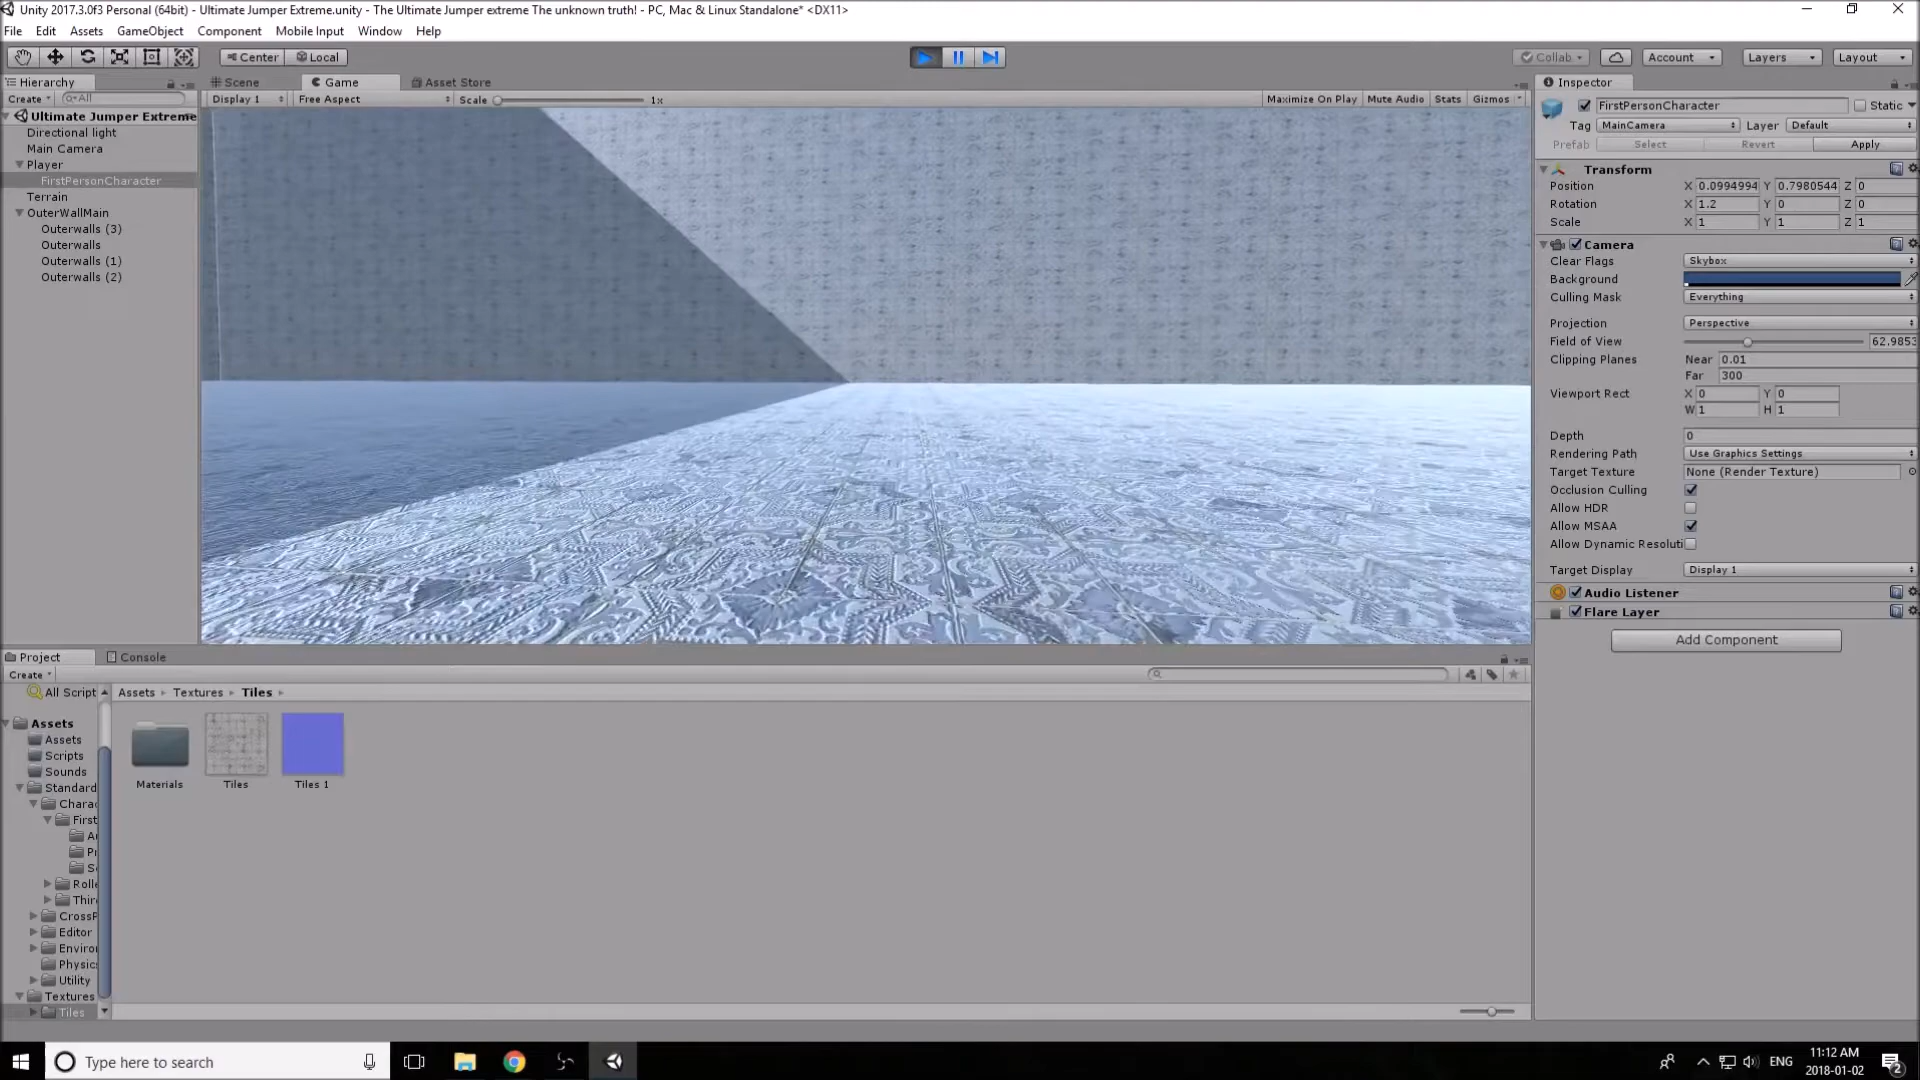 Unity 2017.3.0f3 Personal (64bit) - Ultimate Jumper Extreme.unity - The Ultimate Jumper extreme The unknown truth! - PC, Mac & Linux Standalone* <DX11>
File Edit Assets GameObject Component Mobile Input Window Help
Center Local Collab Account Layers Layout
Hierarchy Scene Game Asset Store Inspector
Create All Display 1 Free Aspect Scale 1x Maximize On Play Mute Audio Stats Gizmos
FirstPersonCharacter Static
Ultimate Jumper Extreme
Tag MainCamera Layer Default
Directional light
Prefab Select Revert Apply
Main Camera
Player
Transform
FirstPersonCharacter
Position X 0.0994994 Y 0.7980544 Z 0
Terrain
Rotation X 1.2 Y 0 Z 0
OuterWallMain
Scale X 1 Y 1 Z 1
Outerwalls (3)
Outerwalls
Camera
Outerwalls (1)
Clear Flags Skybox
Outerwalls (2)
Background
Culling Mask Everything
Projection Perspective
Field of View 62.9853
Clipping Planes Near 0.01
Far 300
Viewport Rect X 0 Y 0
W 1 H 1
Depth 0
Rendering Path Use Graphics Settings
Target Texture None (Render Texture)
Occlusion Culling
Allow HDR
Allow MSAA
Allow Dynamic Resoluti
Target Display Display 1
Audio Listener
Flare Layer
Add Component
Project Console
Create
All Script
Assets Textures Tiles
Assets
Assets
Scripts
Sounds
Standard
Charac
First
Rolle
Thir
CrossP
Editor
Enviro
Physic
Utility
Textures
Tiles
Materials Tiles Tiles 1
Type here to search
ENG
11:12 AM
2018-01-02
2